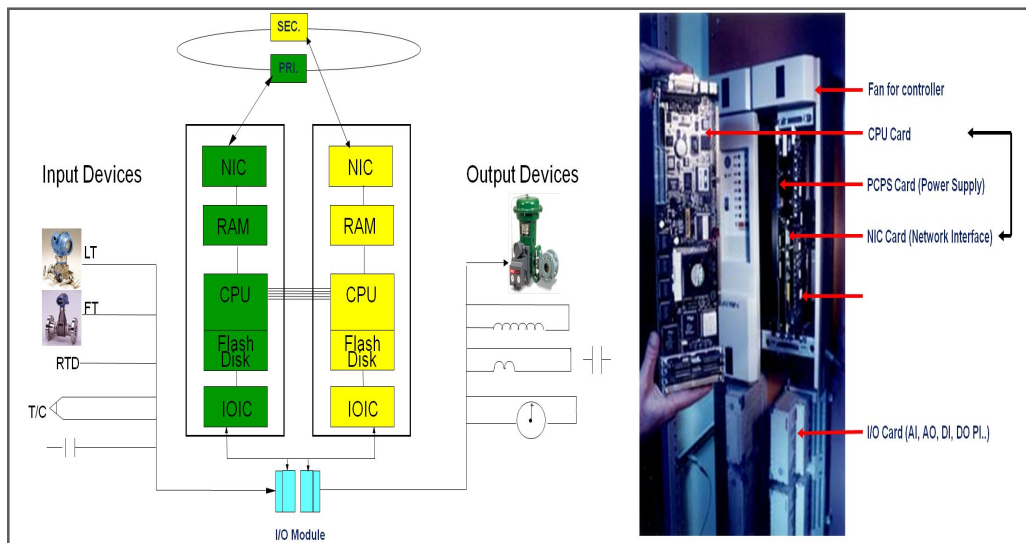 SEC.
PRI.
Input Devices
LT
FT
RTD
T/C
NIC
RAM
CPU
Flash
Disk
IOIC
NIC
RAM
CPU
Flash
Disk
IOIC
I/O Module
Output Devices
Fan for controller
CPU Card
PCPS Card (Power Supply)
NIC Card (Network Interface)
I/O Card (AI, AO, DI, DO PI..)